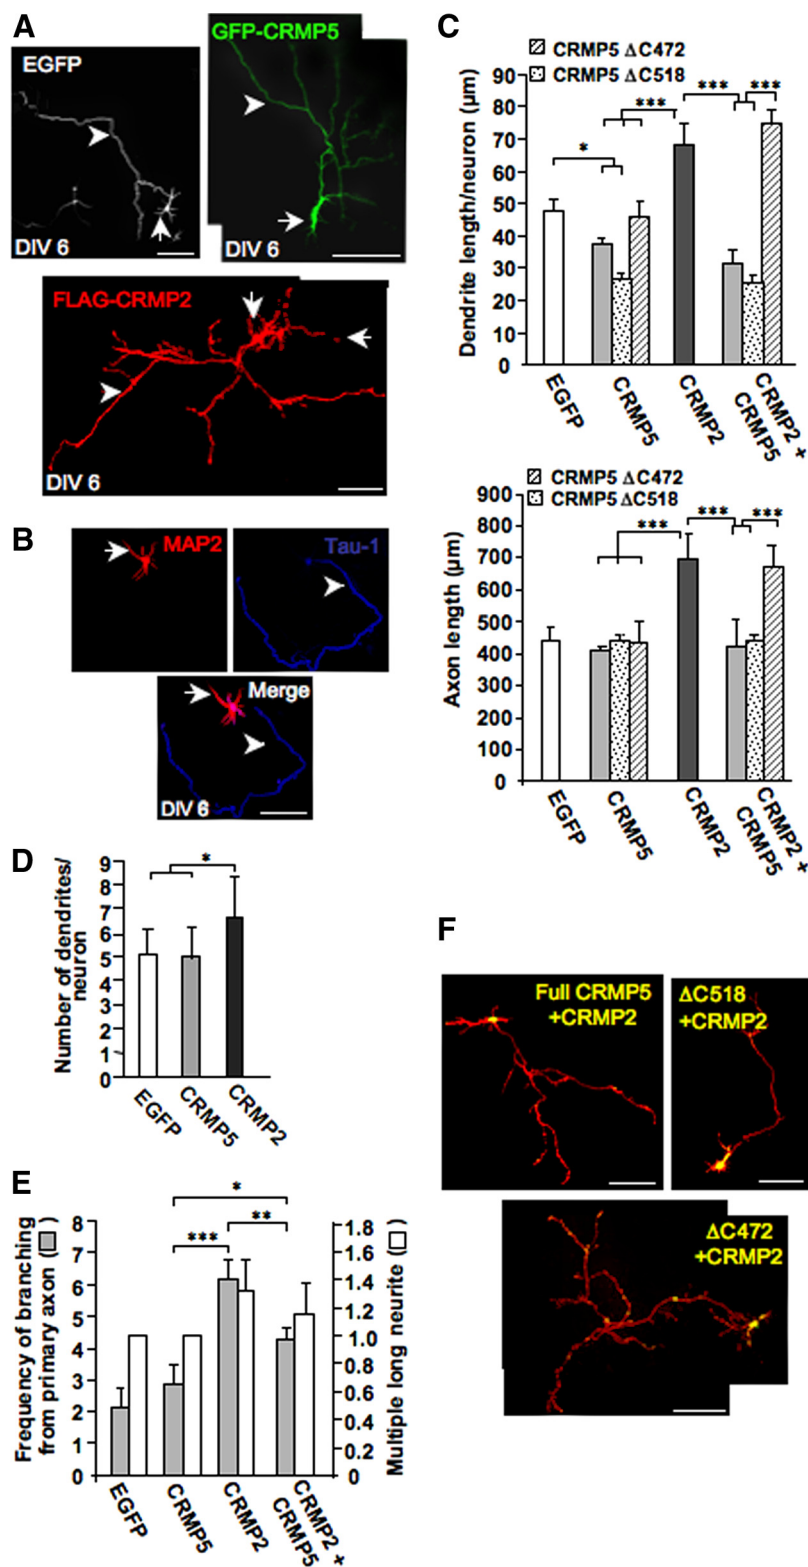 A
EGFP
DIV 6
GFP-CRMP5
DIV 6
FLAG-CRMP2
DIV 6
B
MAP2
Tau-1
Merge
DIV 6
C
CRMP5 ΔC472
CRMP5 ΔC518
Dendrite length/neuron (μm)
90
80
70
60
50
40
30
20
10
0
*
***
***
***
EGFP
CRMP5
CRMP2
CRMP2 +
CRMP5
CRMP5 ΔC472
CRMP5 ΔC518
Axon length (μm)
900
800
700
600
500
400
300
200
100
0
***
***
***
EGFP
CRMP5
CRMP2
CRMP2 +
CRMP5
D
Number of dendrites/
neuron
9
8
7
6
5
4
3
2
1
0
*
EGFP
CRMP5
CRMP2
E
Frequency of branching
from primary axon ( )
8
7
6
5
4
3
2
1
0
*
***
**
1.8
1.6
1.4
1.2
1.0
0.8
0.6
0.4
0.2
0
Multiple long neurite ( )
EGFP
CRMP5
CRMP2
CRMP2 +
CRMP5
F
Full CRMP5
+CRMP2
ΔC518
+CRMP2
ΔC472
+CRMP2